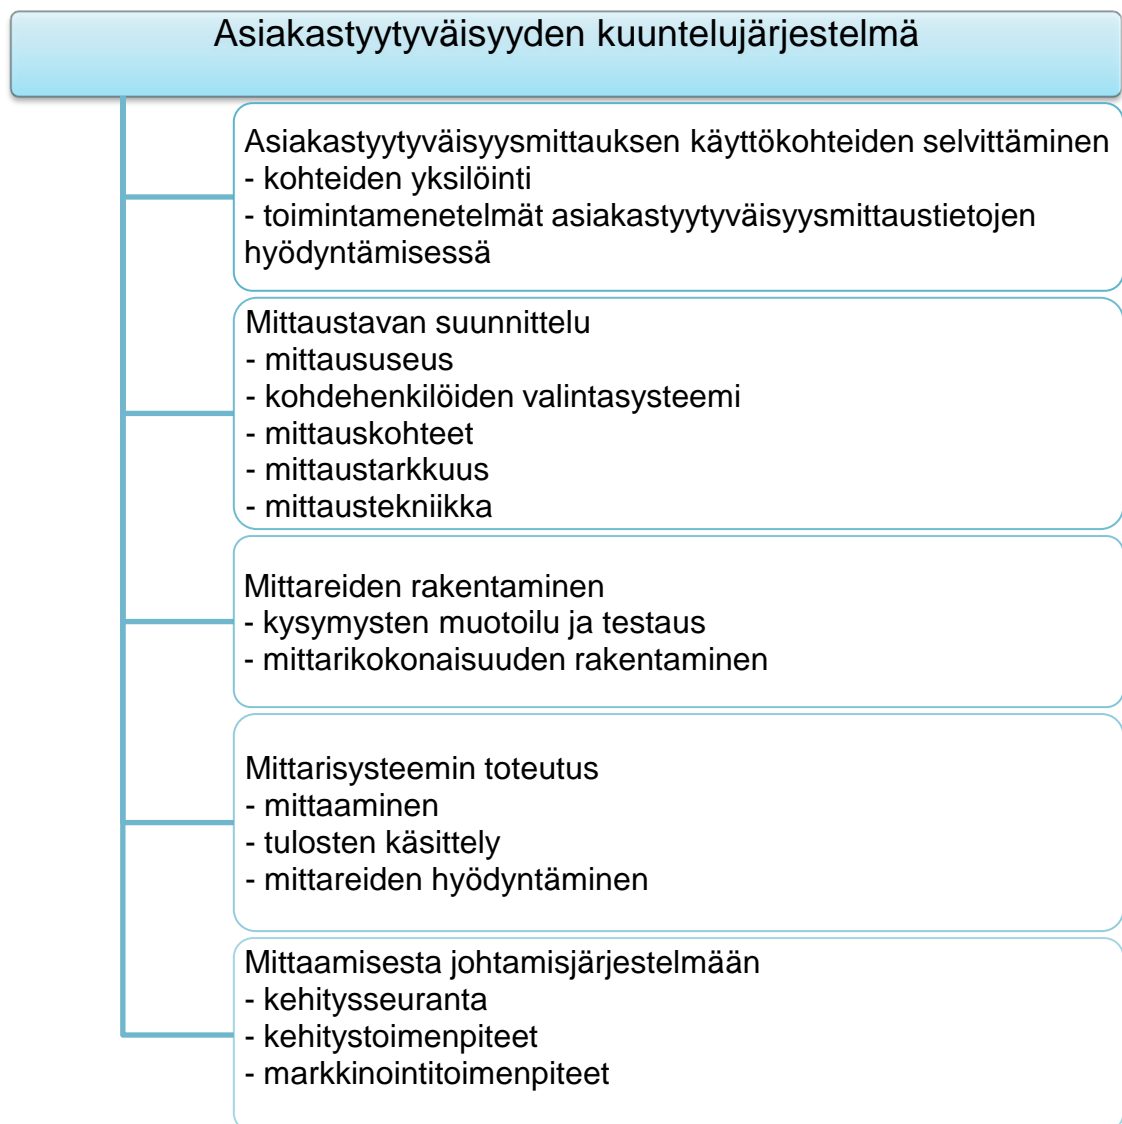 Asiakastyytyväisyyden kuuntelujärjestelmä
Asiakastyytyväisyysmittauksen käyttökohteiden selvittäminen
- kohteiden yksilöinti
- toimintamenetelmät asiakastyytyväisyysmittaustietojen
hyödyntämisessä
Mittaustavan suunnittelu
- mittaususeus
- kohdehenkilöiden valintasysteemi
- mittauskohteet
- mittaustarkkuus
- mittaustekniikka
Mittareiden rakentaminen
- kysymysten muotoilu ja testaus
- mittarikokonaisuuden rakentaminen
Mittarisysteemin toteutus
- mittaaminen
- tulosten käsittely
- mittareiden hyödyntäminen
Mittaamisesta johtamisjärjestelmään
- kehitysseuranta
- kehitystoimenpiteet
- markkinointitoimenpiteet